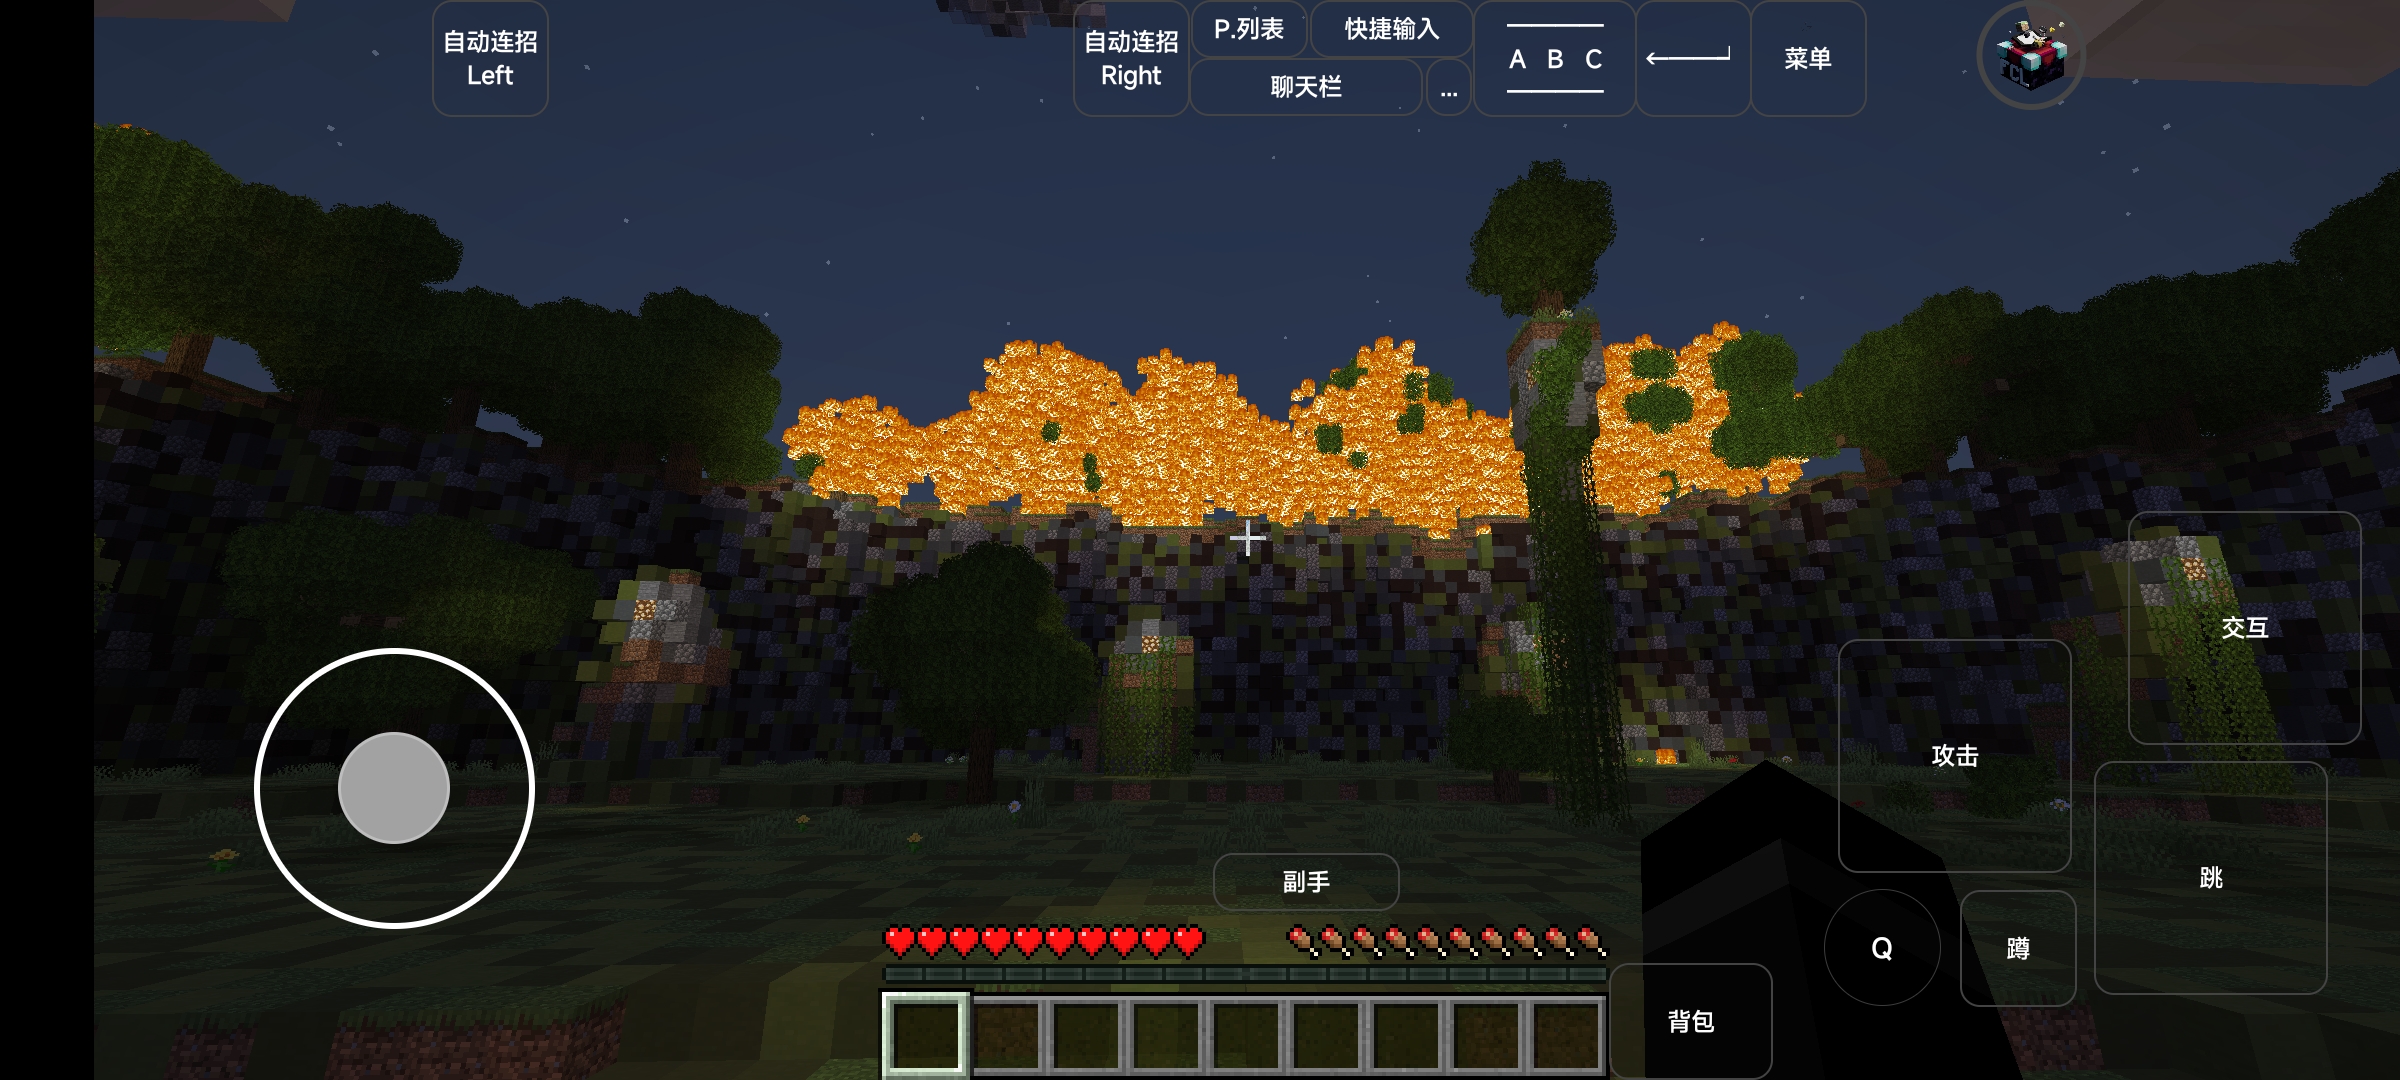 自动连招
Left
自动连招
Right
P.列表
快捷输入
聊天栏
...
A B C
菜单
FCL
交互
攻击
跳
副手
Q
蹲
背包